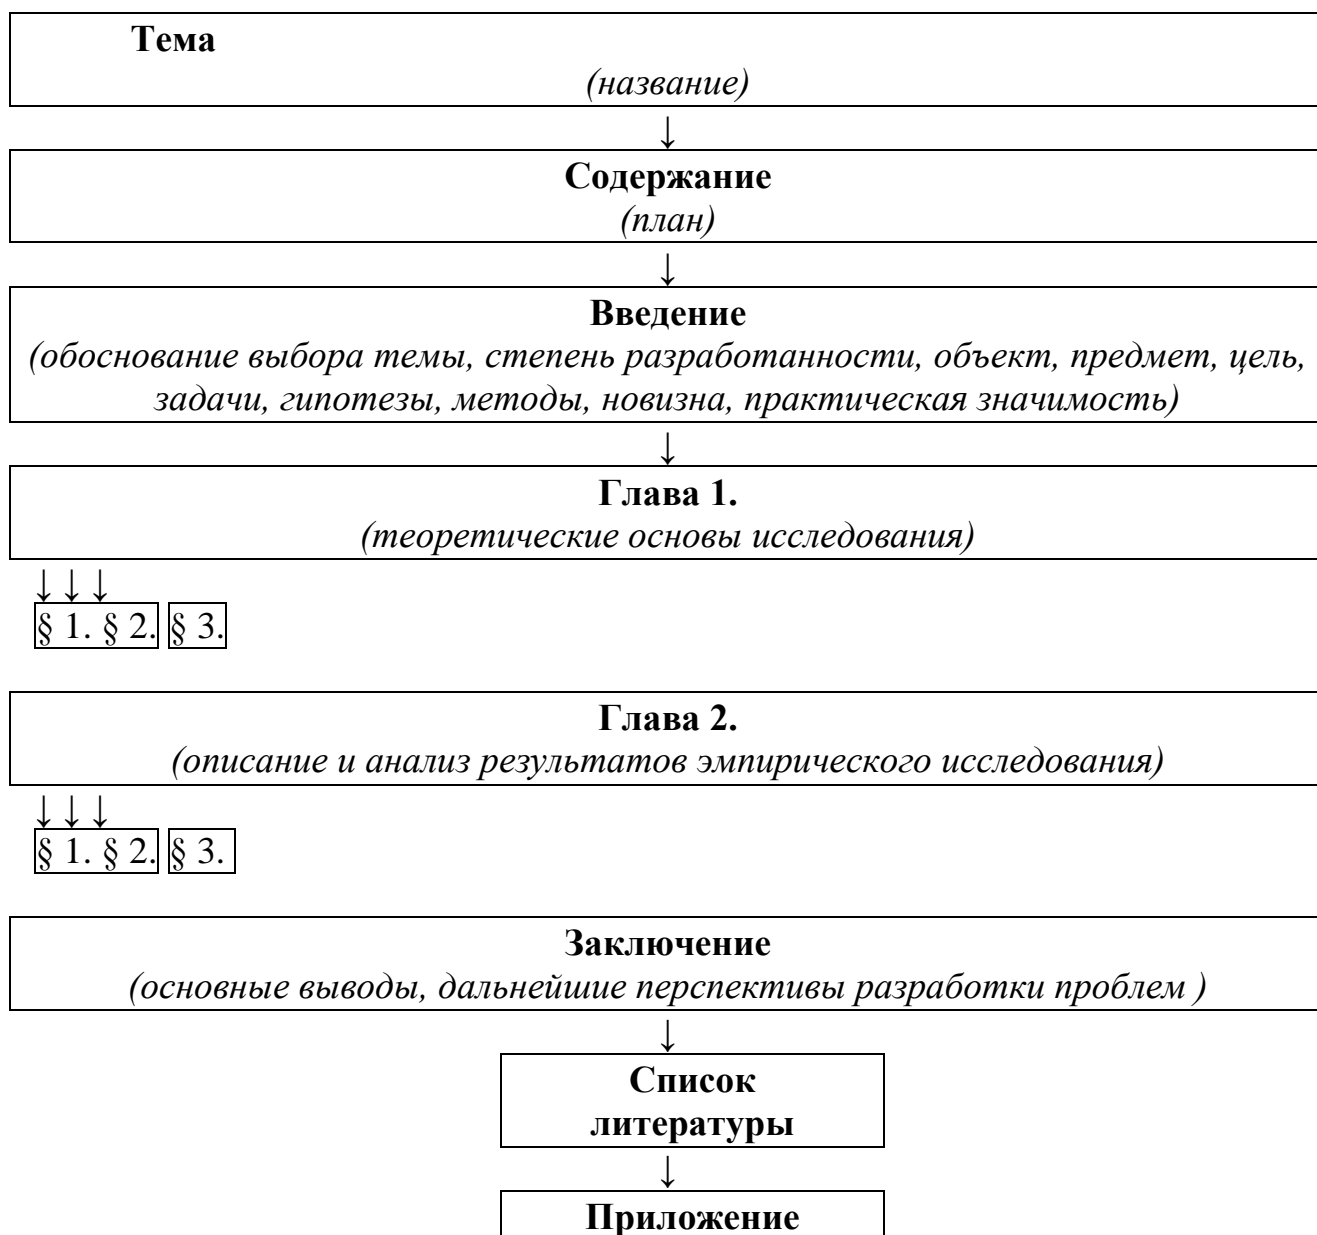 Тема
(название)
↓
Содержание
(план)
↓
Введение
(обоснование выбора темы, степень разработанности, объект, предмет, цель,
задачи, гипотезы, методы, новизна, практическая значимость)
↓
Глава 1.
(теоретические основы исследования)
↓ ↓ ↓
§ 1. § 2. § 3.
Глава 2.
(описание и анализ результатов эмпирического исследования)
↓ ↓ ↓
§ 1. § 2. § 3.
Заключение
(основные выводы, дальнейшие перспективы разработки проблем )
↓
Список
литературы
↓
Приложение